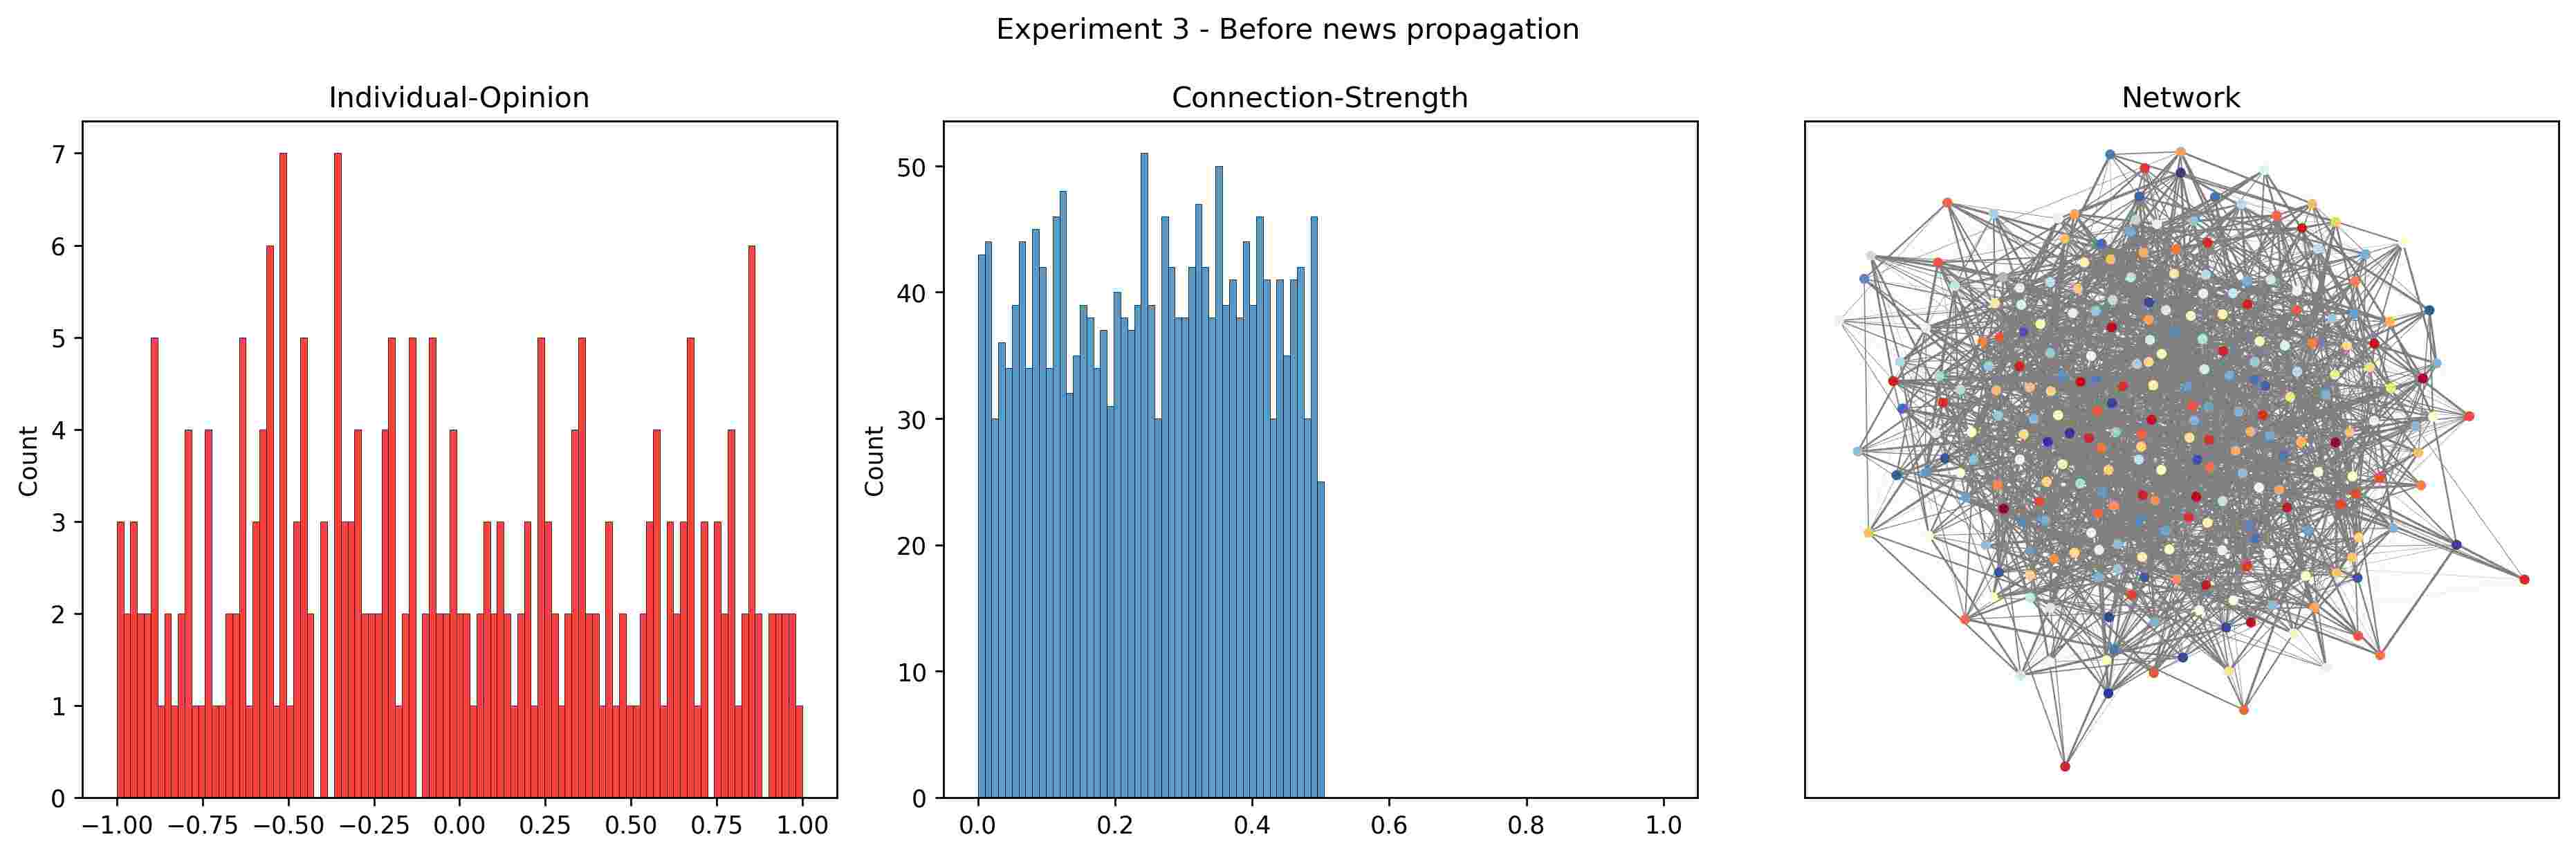 Experiment 3 - Before news propagation
Individual-Opinion
Count
7
6
5
4
3
2
1
0
−1.00 −0.75 −0.50 −0.25 0.00 0.25 0.50 0.75 1.00
Connection-Strength
Count
50
40
30
20
10
0
0.0 0.2 0.4 0.6 0.8 1.0
Network